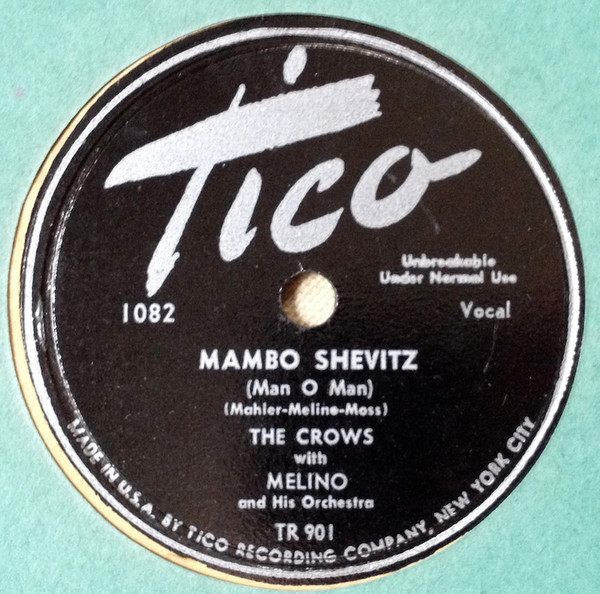 Tico
Unbreakable
Under Normal Use
1082
Vocal
MAMBO SHEVITZ
(Man O Man)
(Mahler-Meline-Moss)
THE CROWS
with
MELINO
and His Orchestra
TR 901
MADE IN U.S.A. BY TICO RECORDING COMPANY, NEW YORK CITY